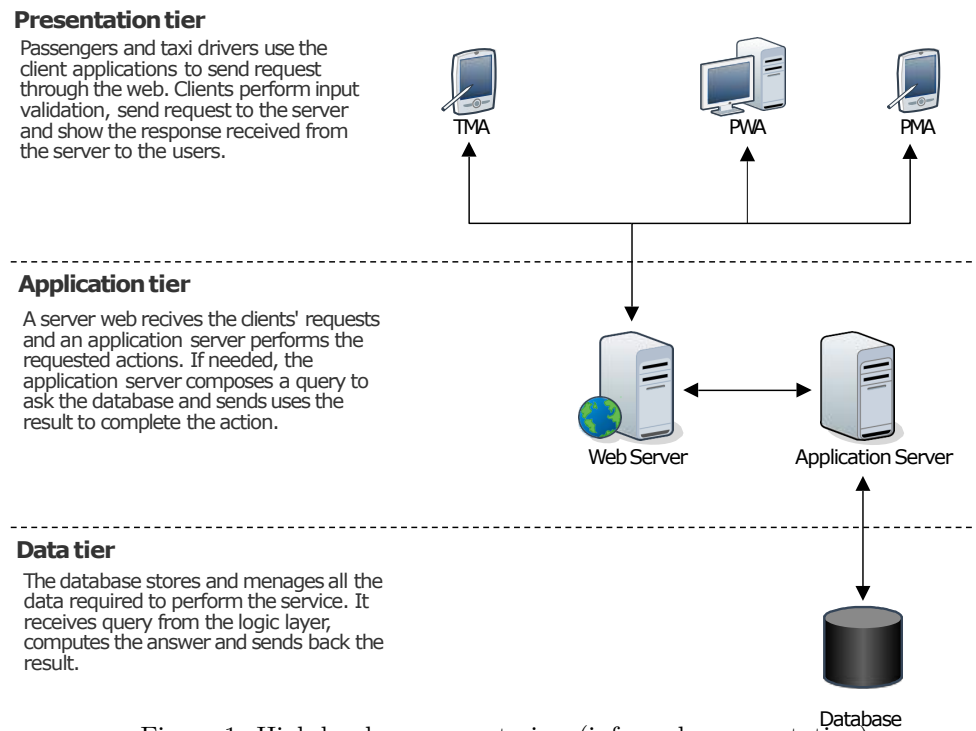 Presentation tier
Passengers and taxi drivers use the
client applications to send request
through the web. Clients perform input
validation, send request to the server
and show the response received from
the server to the users.
TMA
PWA
PMA
Application tier
A server web recives the clients' requests
and an application server performs the
requested actions. If needed, the
application server composes a query to
ask the database and sends uses the
result to complete the action.
Web Server
Application Server
Data tier
The database stores and menages all the
data required to perform the service. It
receives query from the logic layer,
computes the answer and sends back the
result.
Database
Figure 1: